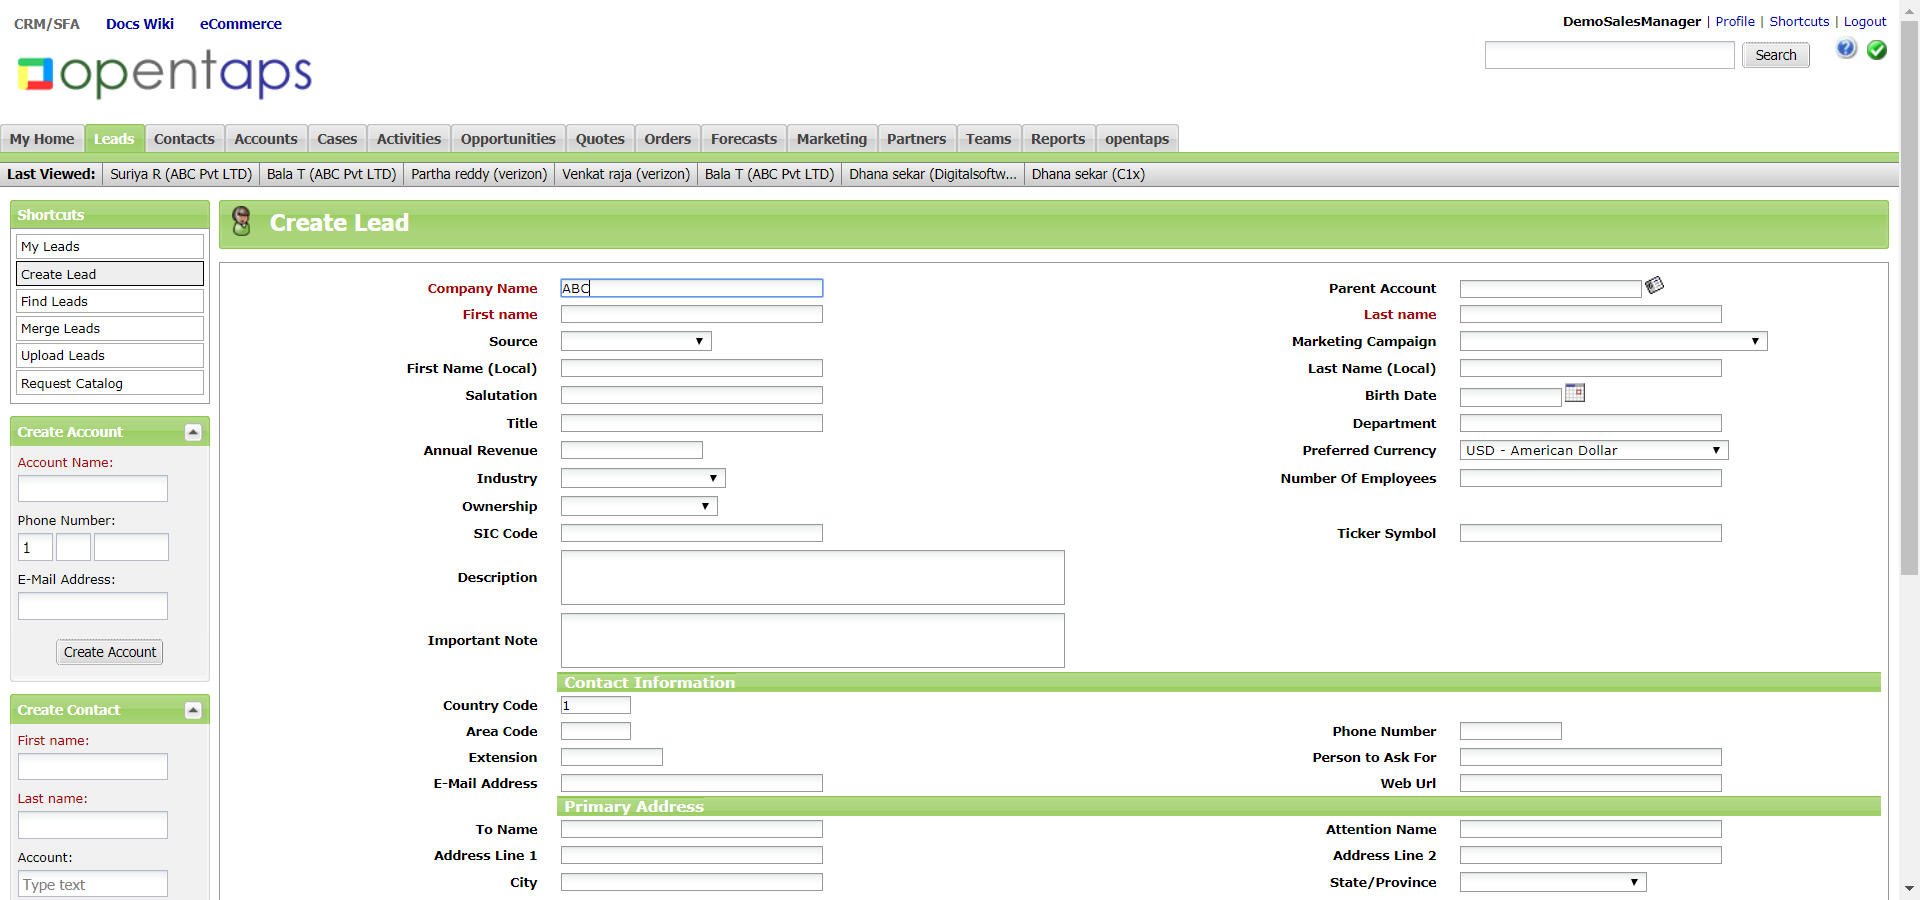 CRM/SFA Docs Wiki eCommerce
DemoSalesManager | Profile | Shortcuts | Logout
Search
opentaps
My Home Leads Contacts Accounts Cases Activities Opportunities Quotes Orders Forecasts Marketing Partners Teams Reports opentaps
Last Viewed: Suriya R (ABC Pvt LTD) Bala T (ABC Pvt LTD) Partha reddy (verizon) Venkat raja (verizon) Bala T (ABC Pvt LTD) Dhana sekar (Digitalsoftw... Dhana sekar (C1x)
Shortcuts
My Leads
Create Lead
Find Leads
Merge Leads
Upload Leads
Request Catalog
Create Account
Account Name:
Phone Number:
1
E-Mail Address:
Create Account
Create Contact
First name:
Last name:
Account:
Type text
Create Lead
Company Name ABC Parent Account
First name Last name
Source Marketing Campaign
First Name (Local) Last Name (Local)
Salutation Birth Date
Title Department
Annual Revenue Preferred Currency USD - American Dollar
Industry Number Of Employees
Ownership
SIC Code Ticker Symbol
Description
Important Note
Contact Information
Country Code 1
Area Code Phone Number
Extension Person to Ask For
E-Mail Address Web Url
Primary Address
To Name Attention Name
Address Line 1 Address Line 2
City State/Province